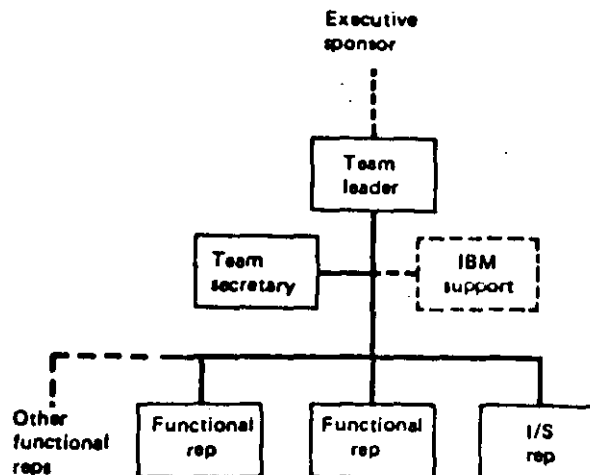 Executive
sponsor
Team
leader
Team
secretary
IBM
support
Other
functional
reps
Functional
rep
Functional
rep
I/S
rep